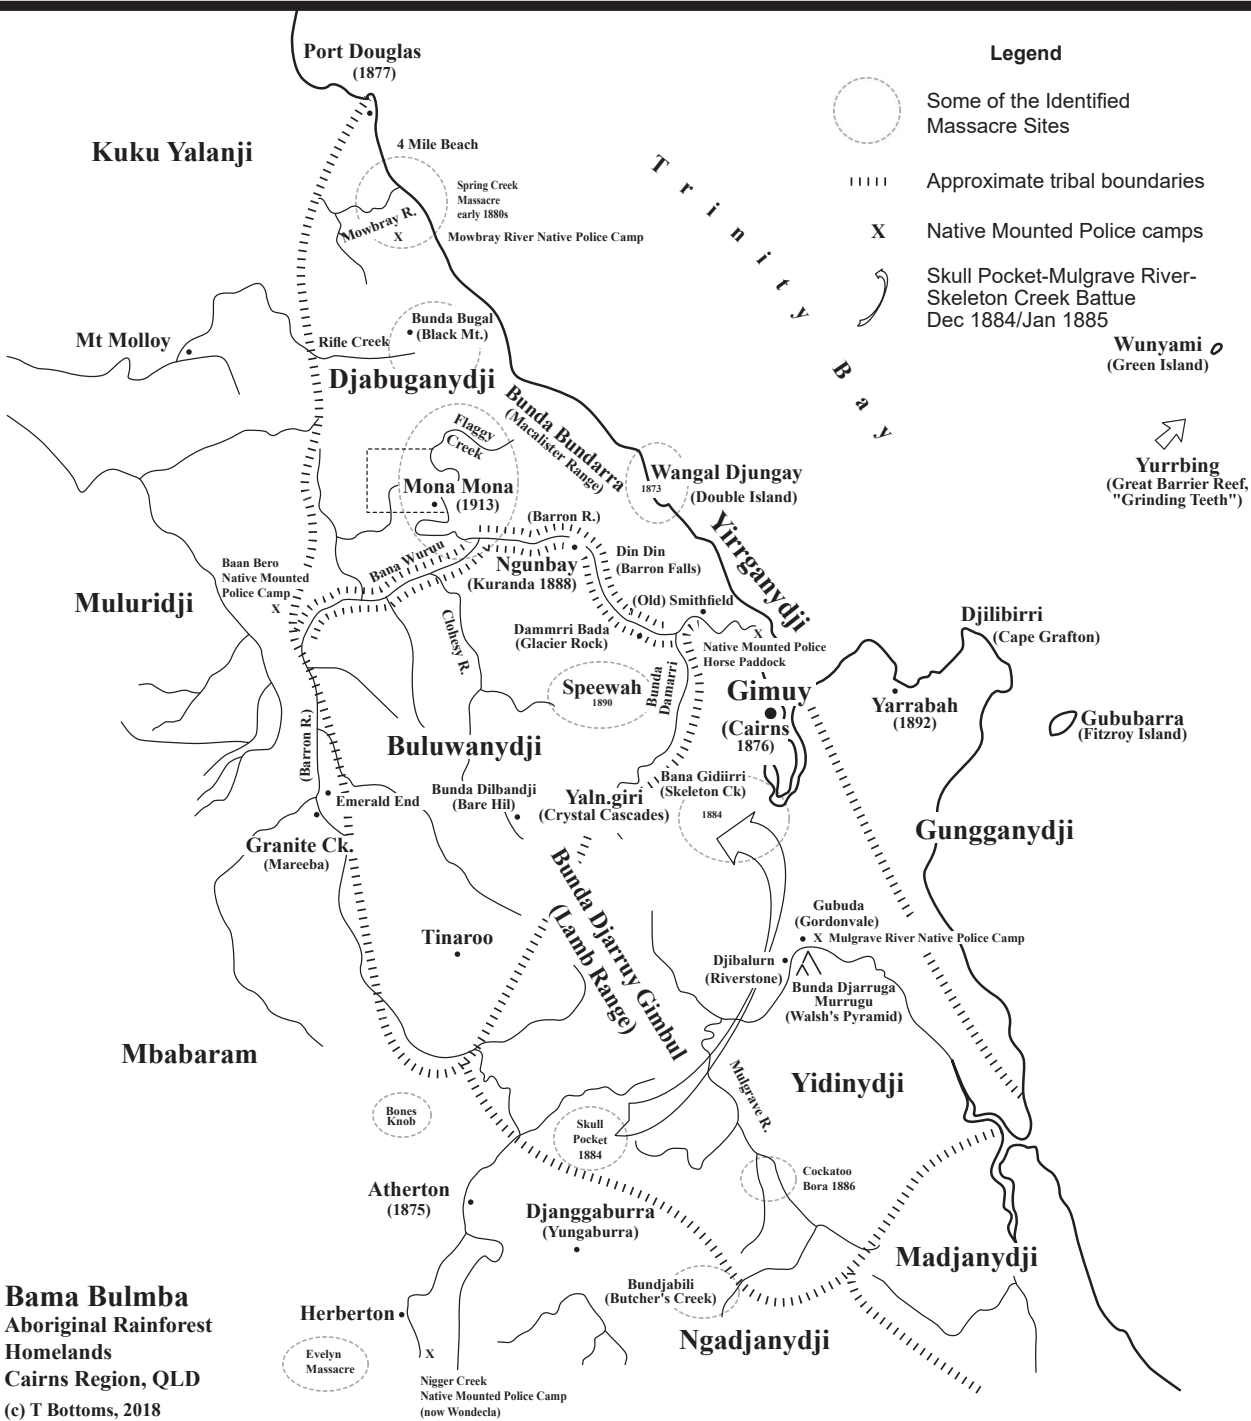 Port Douglas
(1877)
Legend
Some of the Identified
Massacre Sites
Approximate tribal boundaries
X Native Mounted Police camps
Skull Pocket-Mulgrave River-
Skeleton Creek Battue
Dec 1884/Jan 1885
Kuku Yalanji
4 Mile Beach
Trinity Bay
Spring Creek
Massacre
early 1880s
Mowbray R.
X
Mowbray River Native Police Camp
Wunyami
(Green Island)
Bunda Bugal
(Black Mt.)
Mt Molloy
Rifle Creek
Djabuganydji
Bunda Bundarra
(Macalister Range)
Flaggy
Creek
Yurrbing
(Great Barrier Reef,
"Grinding Teeth")
Wangal Djungay
(Double Island)
1873
Mona Mona
(1913)
Yirrganydji
(Barron R.)
Bana Wuruu
Ngunbay
(Kuranda 1888)
Din Din
(Barron Falls)
Baan Bero
Native Mounted
Police Camp
X
Muluridji
(Old) Smithfield
Djilibirri
(Cape Grafton)
Clohesy R.
Dammrri Bada
(Glacier Rock)
X
Native Mounted Police
Horse Paddock
Bunda
Damarri
Speewah
1890
Gimuy
(Cairns
1876)
Yarrabah
(1892)
Gububarra
(Fitzroy Island)
(Barron R.)
Buluwanydji
Bunda Dilbandji
(Bare Hil)
Yaln.giri
(Crystal Cascades)
Bana Gidiirri
(Skeleton Ck)
1884
Emerald End
Granite Ck.
(Mareeba)
Gungganydji
Bunda Djarruy Gimbul
(Lamb Range)
Gubuda
(Gordonvale)
X Mulgrave River Native Police Camp
Tinaroo
Djibalurn
(Riverstone)
Bunda Djarruga
Murrugu
(Walsh's Pyramid)
Mbabaram
Yidinydji
Mulgrave R.
Bones
Knob
Skull
Pocket
1884
Cockatoo
Bora 1886
Atherton
(1875)
Djanggaburra
(Yungaburra)
Madjanydji
Bundjabili
(Butcher's Creek)
Herberton
Ngadjanydji
Evelyn
Massacre
X
Nigger Creek
Native Mounted Police Camp
(now Wondecla)
Bama Bulmba
Aboriginal Rainforest
Homelands
Cairns Region, QLD
(c) T Bottoms, 2018